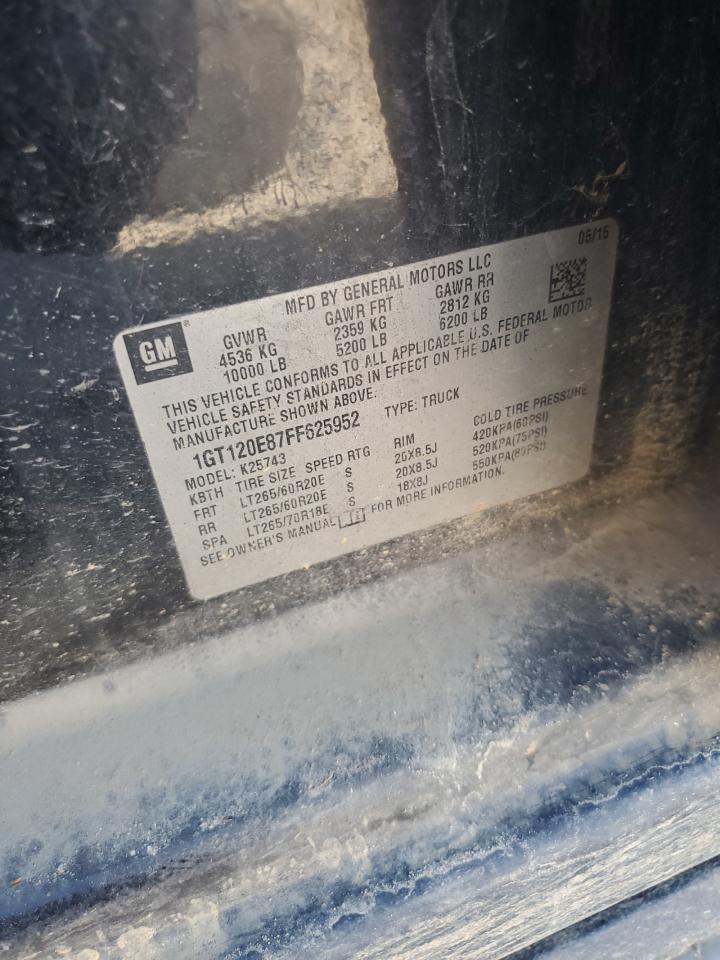 05/15
MFD BY GENERAL MOTORS LLC
GM
GVWR GAWR FRT GAWR RR
4536 KG 2359 KG 2812 KG
10000 LB 5200 LB 6200 LB
THIS VEHICLE CONFORMS TO ALL APPLICABLE U.S. FEDERAL MOTOR
VEHICLE SAFETY STANDARDS IN EFFECT ON THE DATE OF
MANUFACTURE SHOWN ABOVE.
1GT120E87FF625952 TYPE: TRUCK
MODEL: K25743
KBTH TIRE SIZE SPEED RTG RIM COLD TIRE PRESSURE
FRT LT265/60R20E S 20X8.5J 420KPA(60PSI)
RR LT265/60R20E S 20X8.5J 520KPA(75PSI)
SPA LT265/70R18E S 18X8J 550KPA(80PSI)
SEE OWNER'S MANUAL FOR MORE INFORMATION.